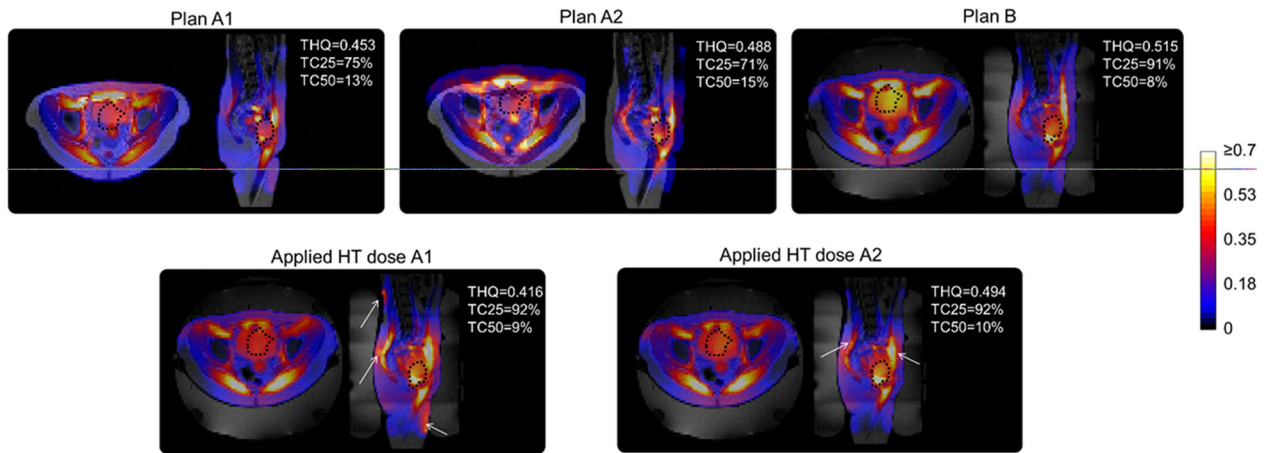 Plan A1
THQ=0.453
TC25=75%
TC50=13%
Plan A2
THQ=0.488
TC25=71%
TC50=15%
Plan B
THQ=0.515
TC25=91%
TC50=8%
≥0.7
0.53
0.35
0.18
0
Applied HT dose A1
THQ=0.416
TC25=92%
TC50=9%
Applied HT dose A2
THQ=0.494
TC25=92%
TC50=10%